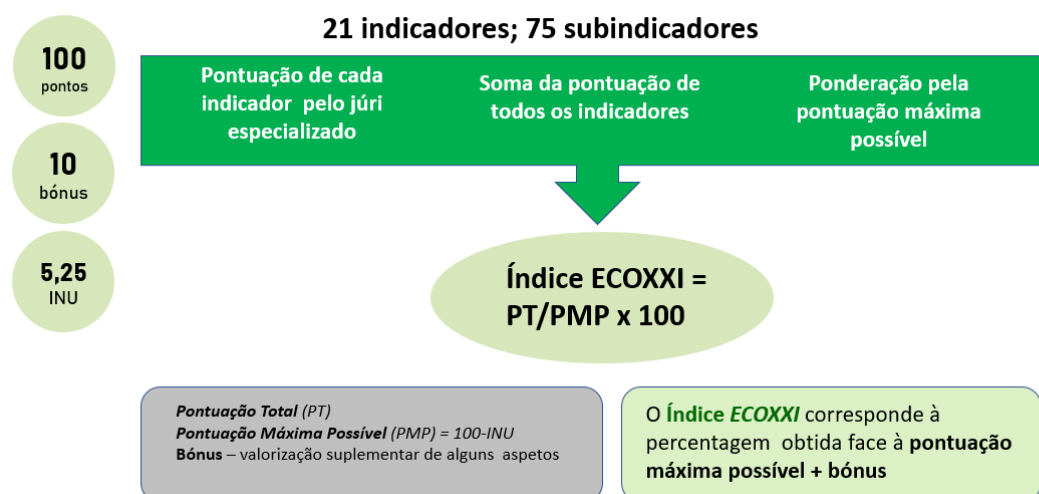 21 indicadores; 75 subindicadores
100
pontos
10
bónus
5,25
INU
Pontuação de cada
indicador pelo júri
especializado
Soma da pontuação de
todos os indicadores
Ponderação pela
pontuação máxima
possível
Índice ECOXXI =
PT/PMP x 100
Pontuação Total (PT)
Pontuação Máxima Possível (PMP) = 100-INU
Bónus – valorização suplementar de alguns aspetos
O Índice ECOXXI corresponde à
percentagem obtida face à pontuação
máxima possível + bónus